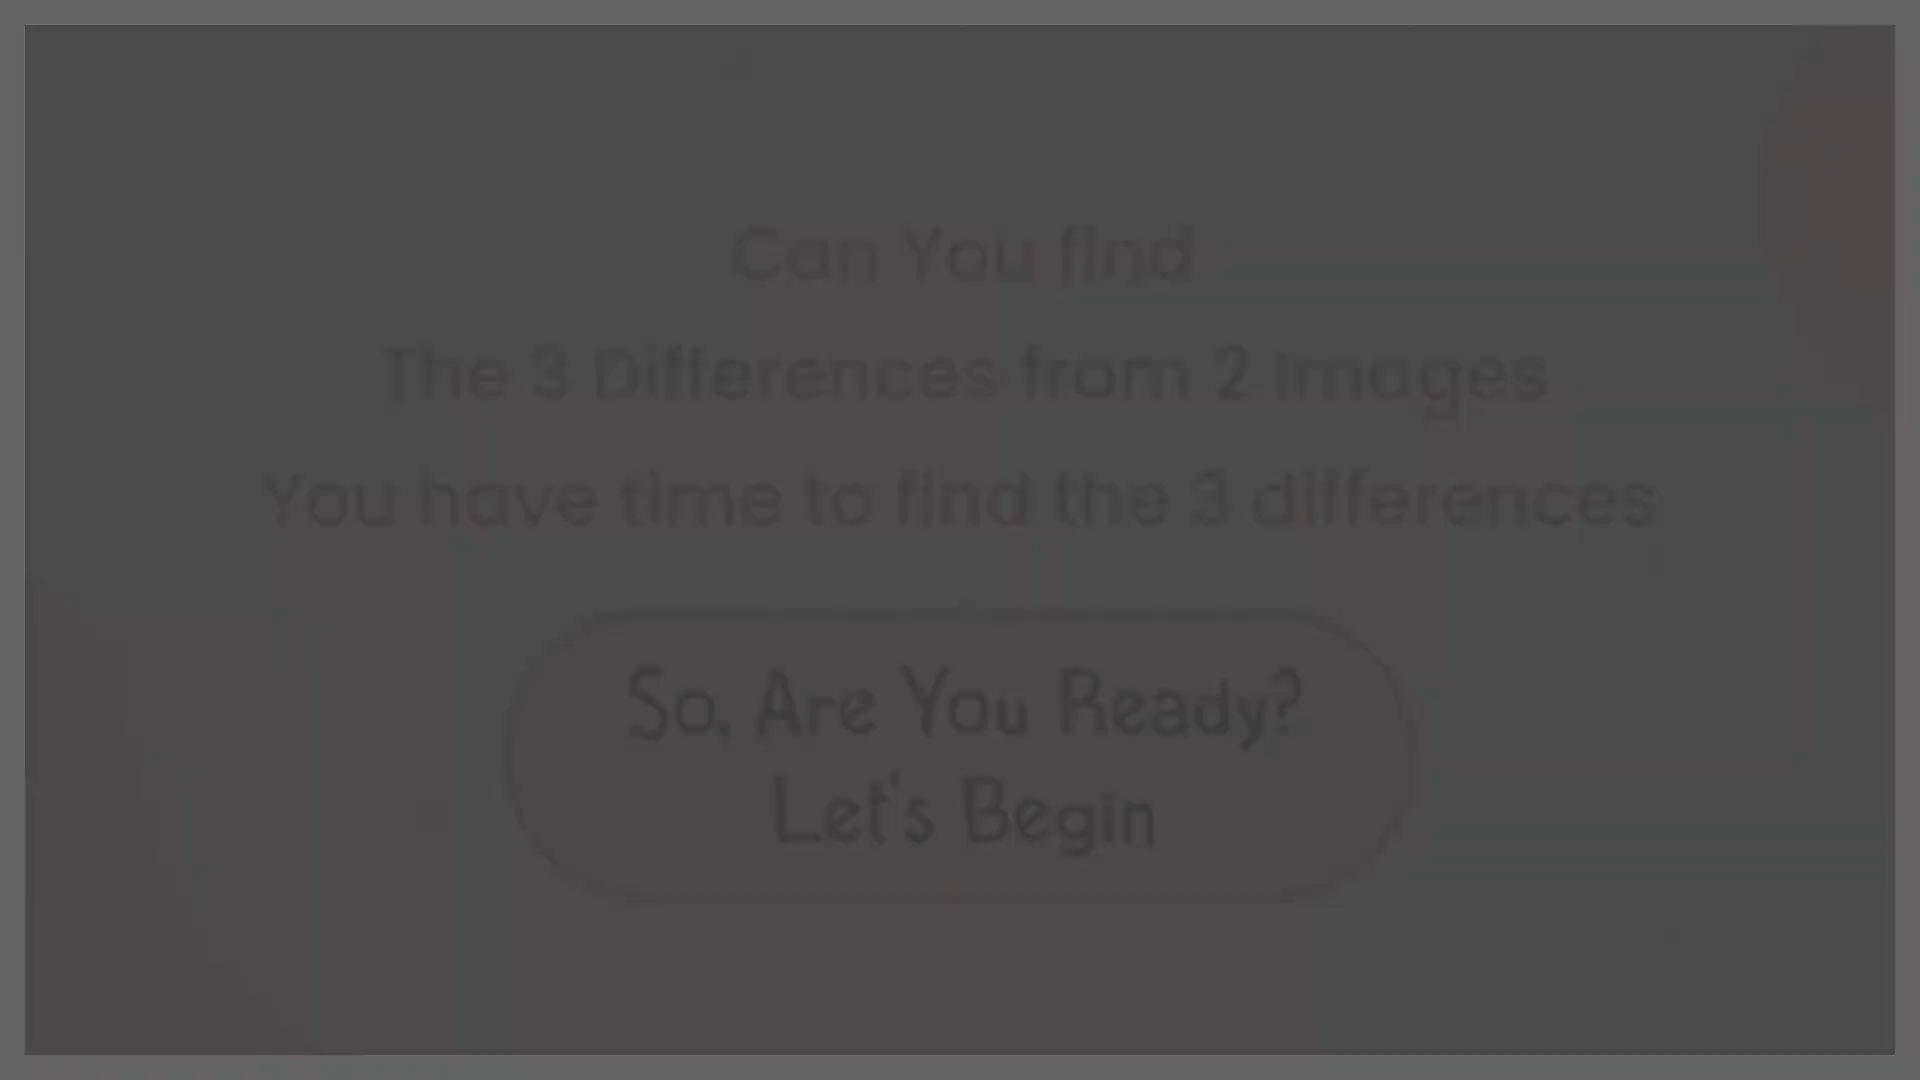 Can You find
The 3 Differences from 2 Images
You have time to find the 3 differences
So, Are You Ready?
Let's Begin